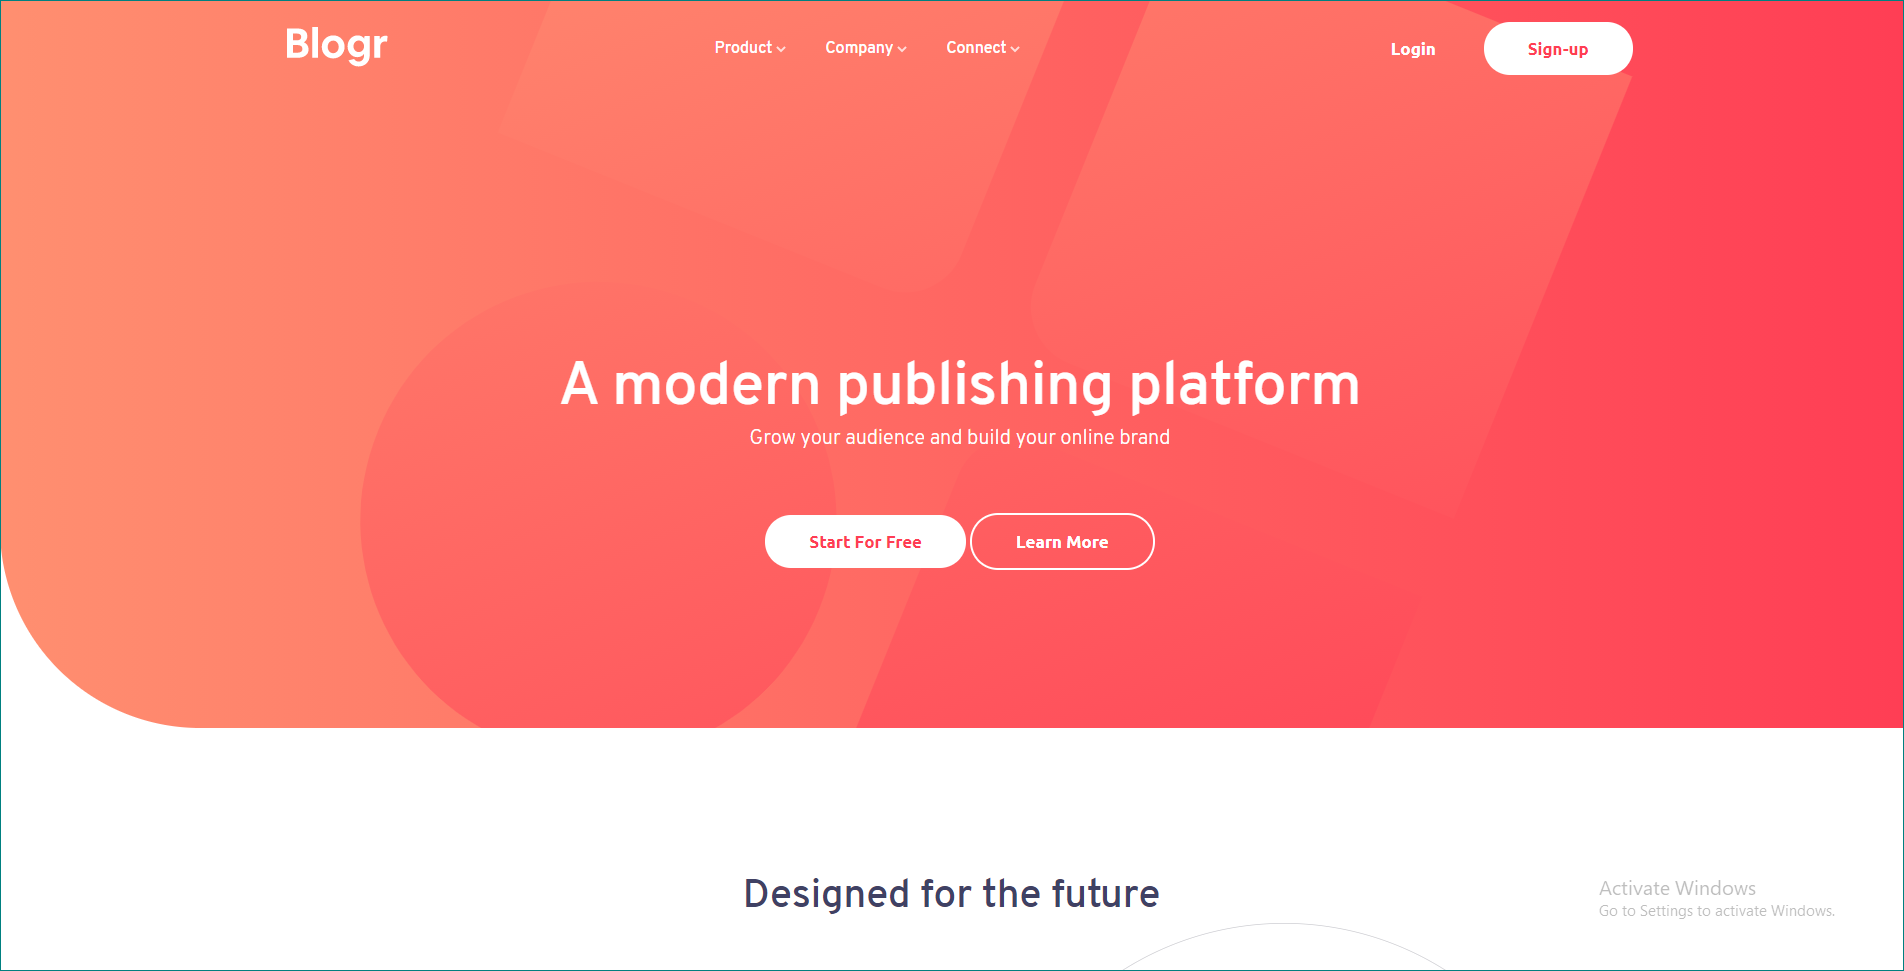 Blogr
Product
Company
Connect
Login
Sign-up
A modern publishing platform
Grow your audience and build your online brand
Start For Free
Learn More
Designed for the future
Activate Windows
Go to Settings to activate Windows.